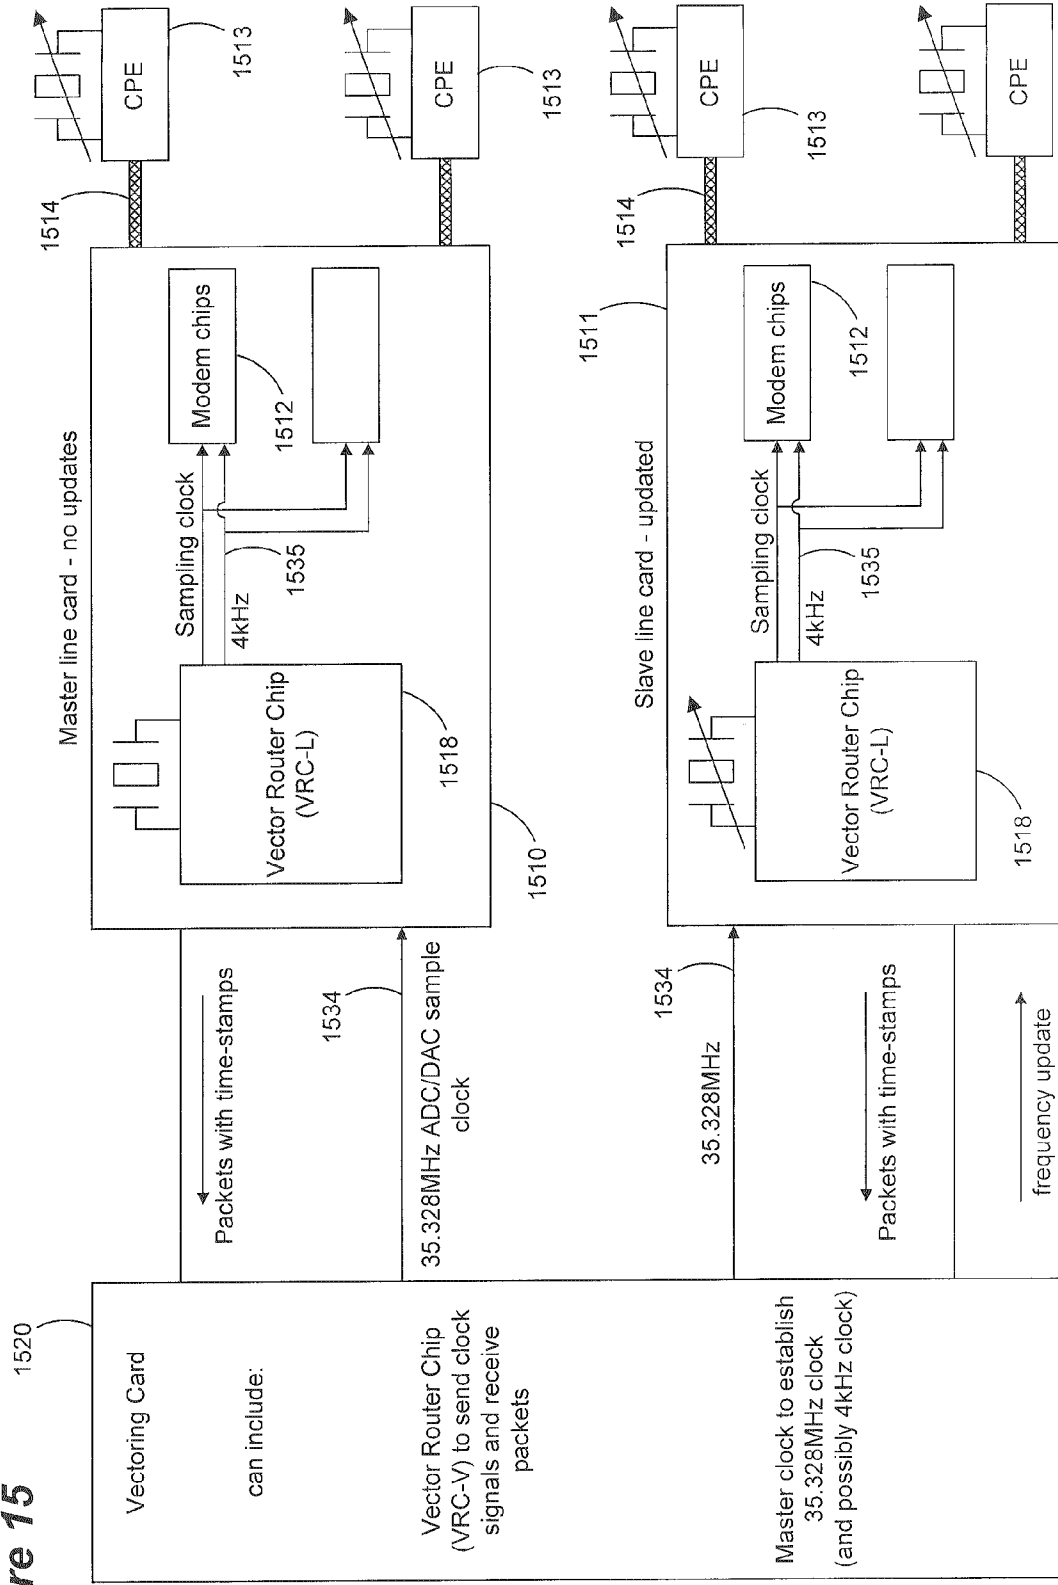 re 15
1520
Vectoring Card
can include:
Vector Router Chip
(VRC-V) to send clock
signals and receive
packets
Master clock to establish
35.328MHz clock
(and possibly 4kHz clock)
Packets with time-stamps
1534
35.328MHz ADC/DAC sample
clock
1534
35.328MHz
Packets with time-stamps
frequency update
Master line card - no updates
Vector Router Chip
(VRC-L)
1518
1510
Sampling clock
4kHz
1535
Modem chips
1512
1514
CPE
1513
CPE
1513
Slave line card - updated
1511
Vector Router Chip
(VRC-L)
1518
Sampling clock
4kHz
1535
Modem chips
1512
1514
CPE
1513
CPE